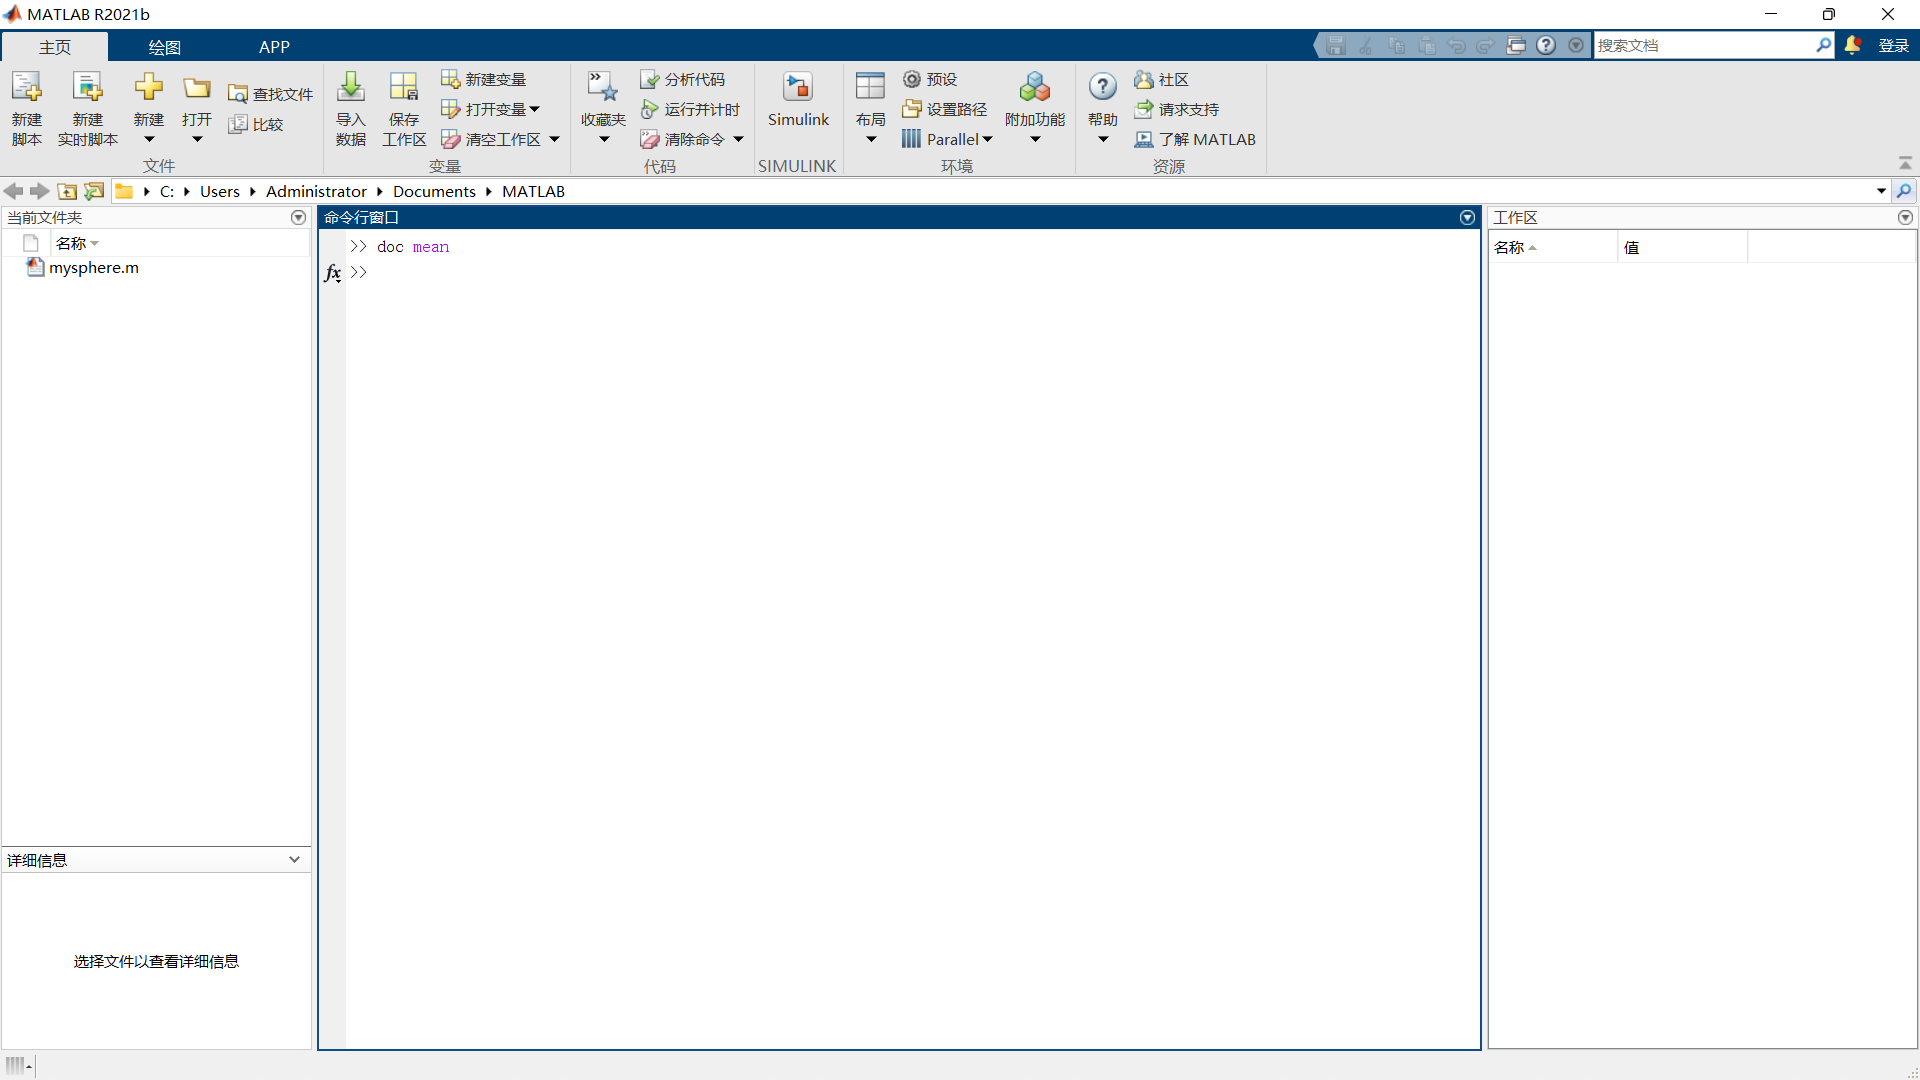 MATLAB R2021b
主页 绘图 APP 搜索文档 登录
新建 脚本
新建 实时脚本
新建
打开
查找文件
比较
文件
导入 数据
保存 工作区
新建变量
打开变量
清空工作区
变量
收藏夹
分析代码
运行并计时
清除命令
代码
Simulink
SIMULINK
布局
预设
设置路径
Parallel
附加功能
环境
帮助
社区
请求支持
了解 MATLAB
资源
C: Users Administrator Documents MATLAB
当前文件夹
名称
mysphere.m
详细信息
选择文件以查看详细信息
命令行窗口
>> doc mean
fx >>
工作区
名称 值